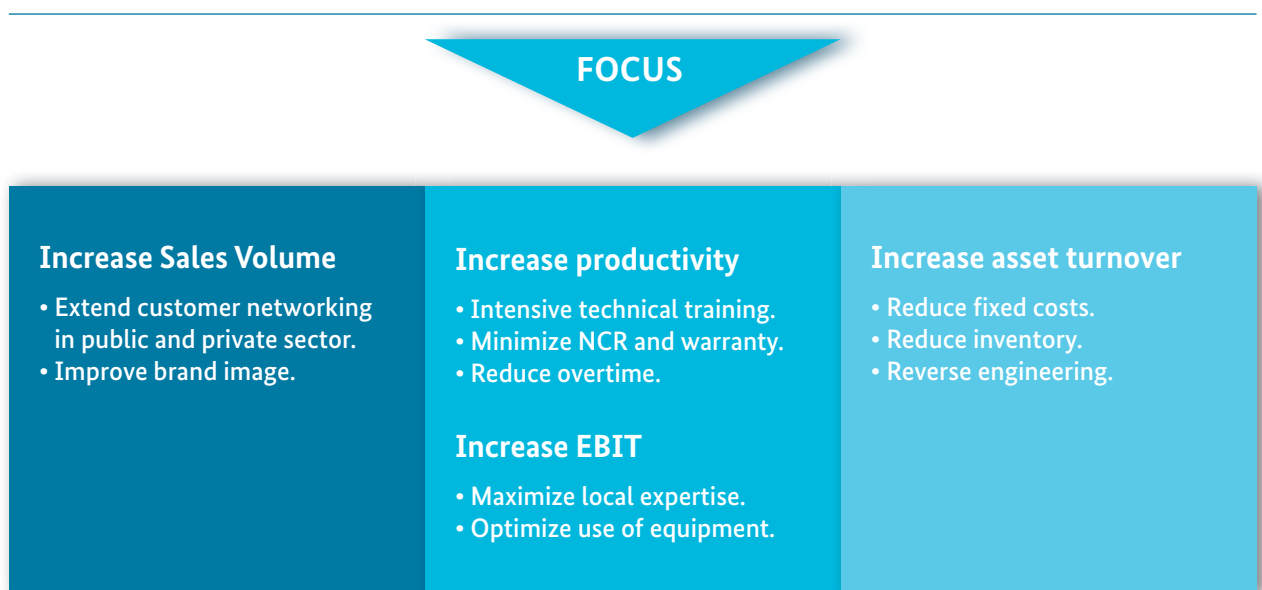 FOCUS
Increase Sales Volume
• Extend customer networking
in public and private sector.
• Improve brand image.
Increase productivity
• Intensive technical training.
• Minimize NCR and warranty.
• Reduce overtime.
Increase EBIT
• Maximize local expertise.
• Optimize use of equipment.
Increase asset turnover
• Reduce fixed costs.
• Reduce inventory.
• Reverse engineering.